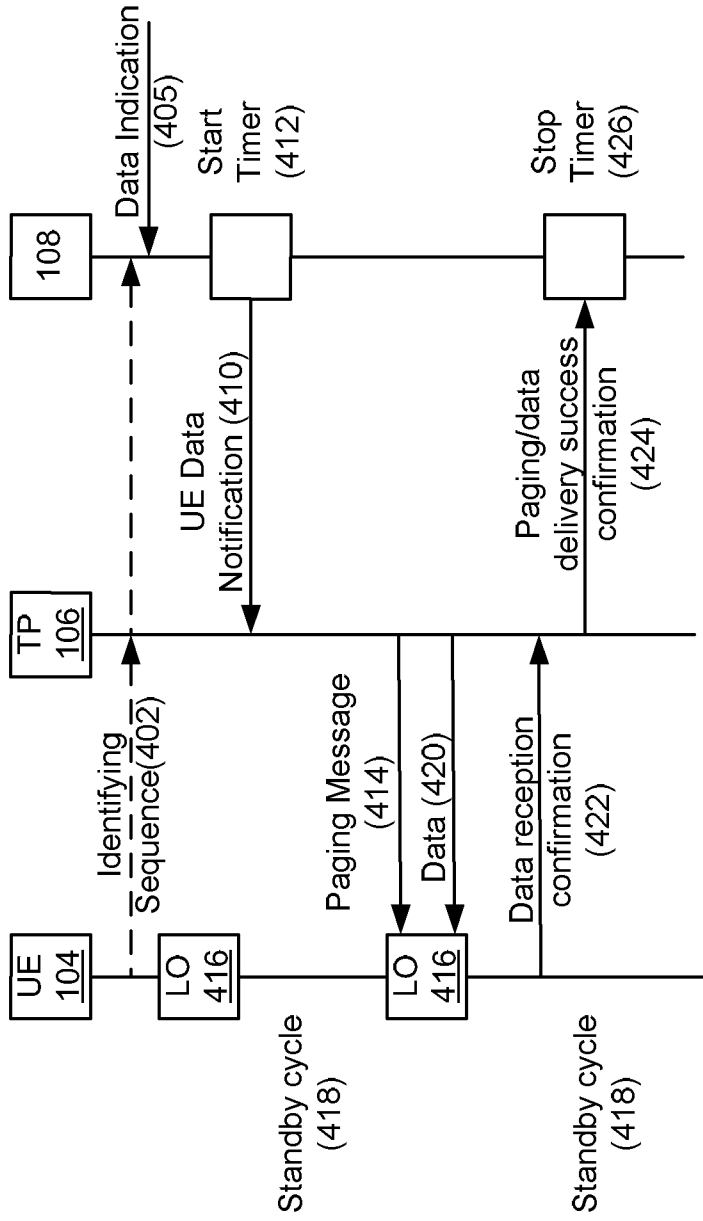 UE
104
TP
106
108
Identifying
Sequence(402)
Data Indication
(405)
LO
416
Start
Timer
(412)
UE Data
Notification (410)
Standby cycle
(418)
Paging Message
(414)
LO
416
Data (420)
Data reception
confirmation
(422)
Paging/data
delivery success
confirmation
(424)
Stop
Timer
(426)
Standby cycle
(418)